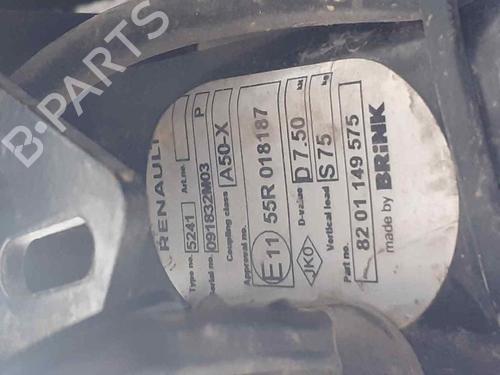 RENAULT
Type no. 5241 Art.no. P
Serial no. 091832M03
Coupling class A50-X
Approval no.
E11 55R 018187
JKO D-value D 7.50 kN
Vertical load S 75 kg
Part no. 82 01 149 575
made by BRINK
B-PARTS